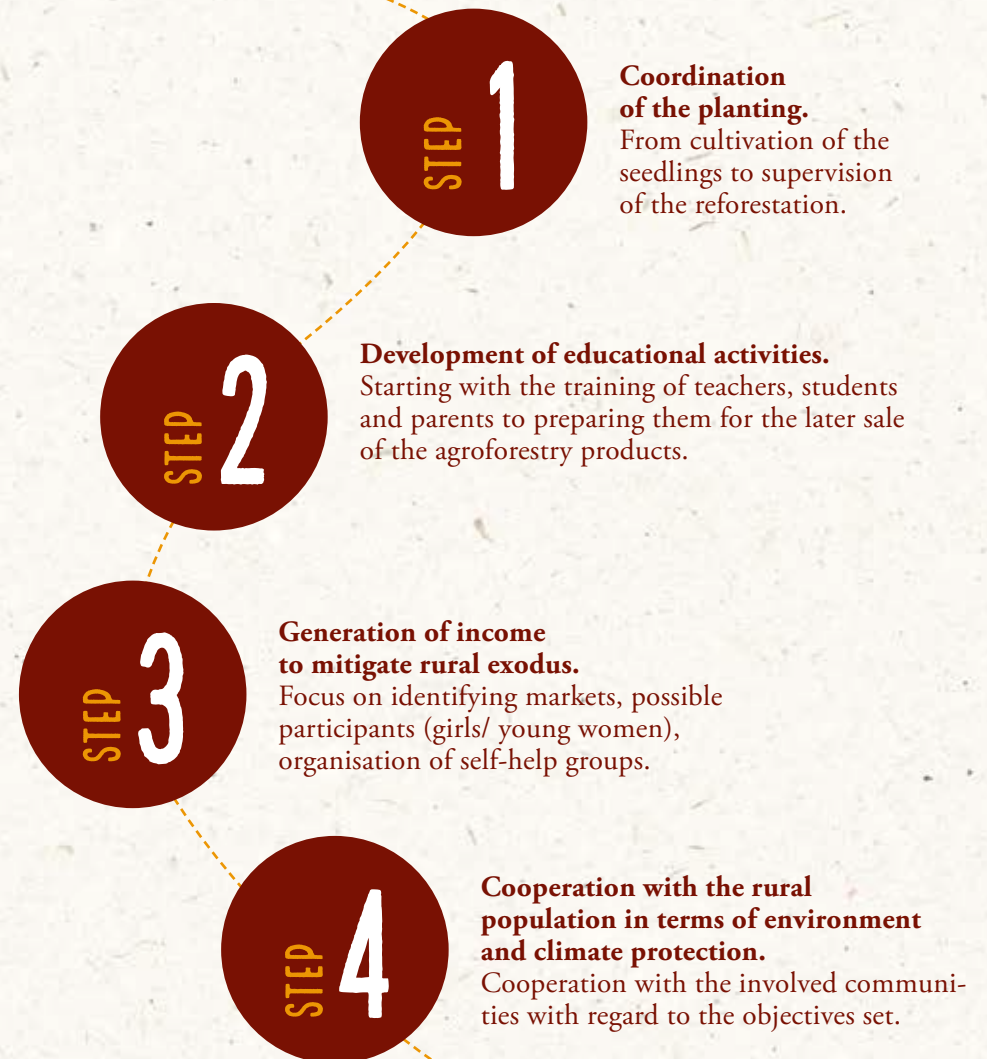 STEP 1
Coordination
of the planting.
From cultivation of the
seedlings to supervision
of the reforestation.
STEP 2
Development of educational activities.
Starting with the training of teachers, students
and parents to preparing them for the later sale
of the agroforestry products.
STEP 3
Generation of income
to mitigate rural exodus.
Focus on identifying markets, possible
participants (girls/ young women),
organisation of self-help groups.
STEP 4
Cooperation with the rural
population in terms of environment
and climate protection.
Cooperation with the involved communi-
ties with regard to the objectives set.